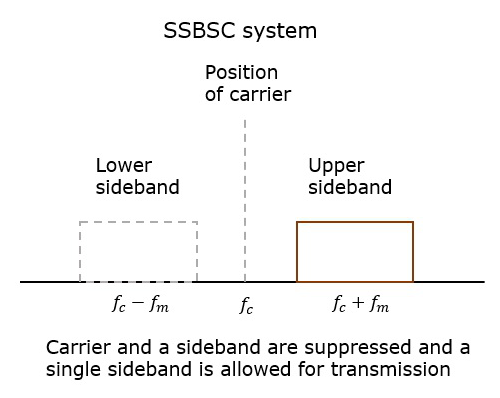 SSBSC system
Position
of carrier
Lower
sideband
Upper
sideband
f_c − f_m
f_c
f_c + f_m
Carrier and a sideband are suppressed and a
single sideband is allowed for transmission